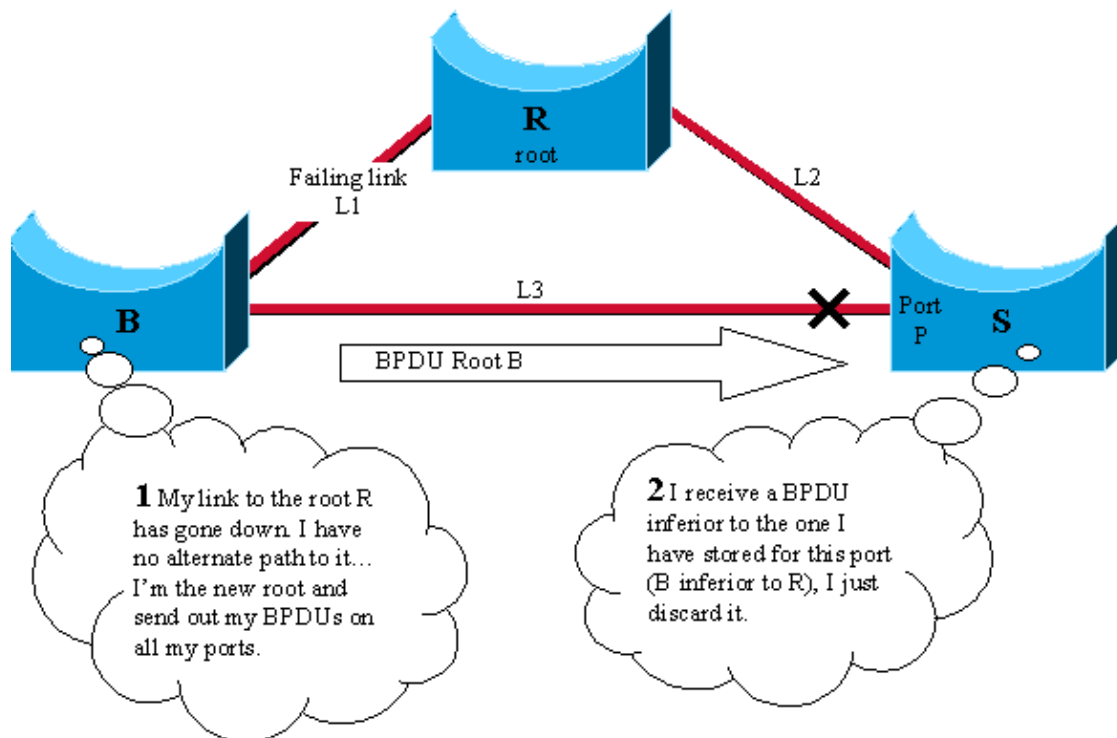 R
root
Failing link
L1
L2
B
L3
Port
P
S
BPDU Root B
1 My link to the root R
has gone down. I have
no alternate path to it...
I'm the new root and
send out my BPDUs on
all my ports.
2 I receive a BPDU
inferior to the one I
have stored for this port
(B inferior to R), I just
discard it.